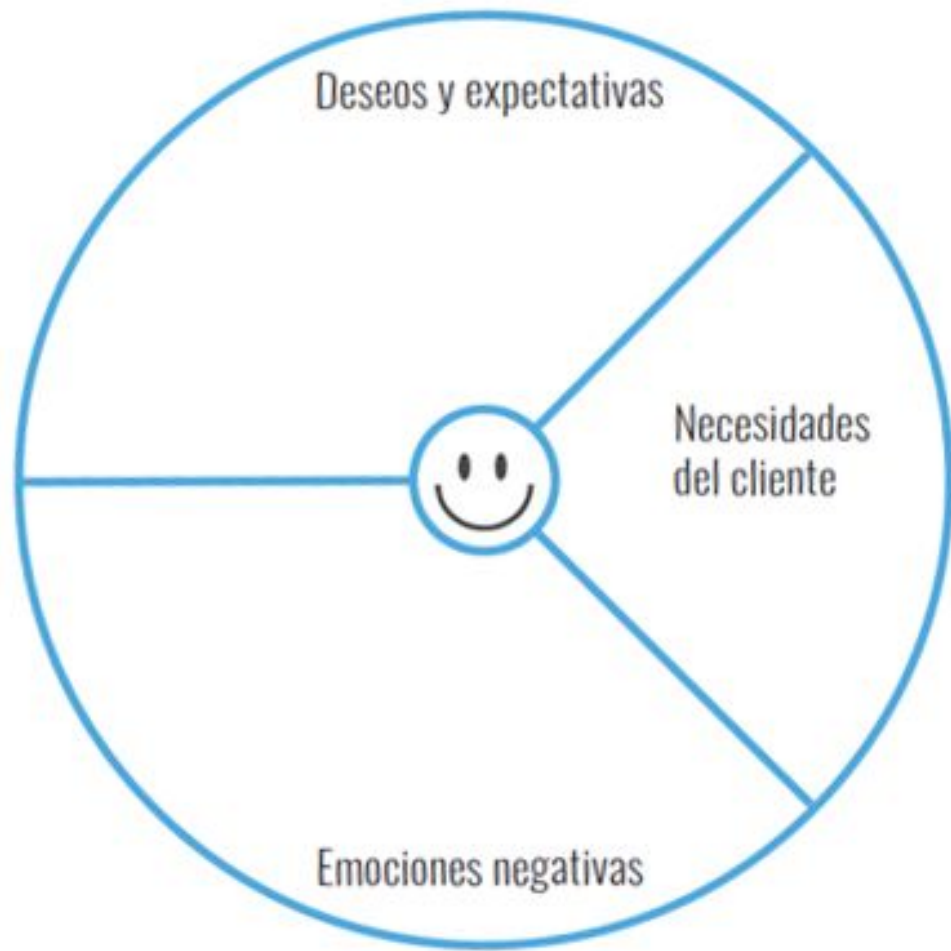 Deseos y expectativas
Necesidades
del cliente
Emociones negativas